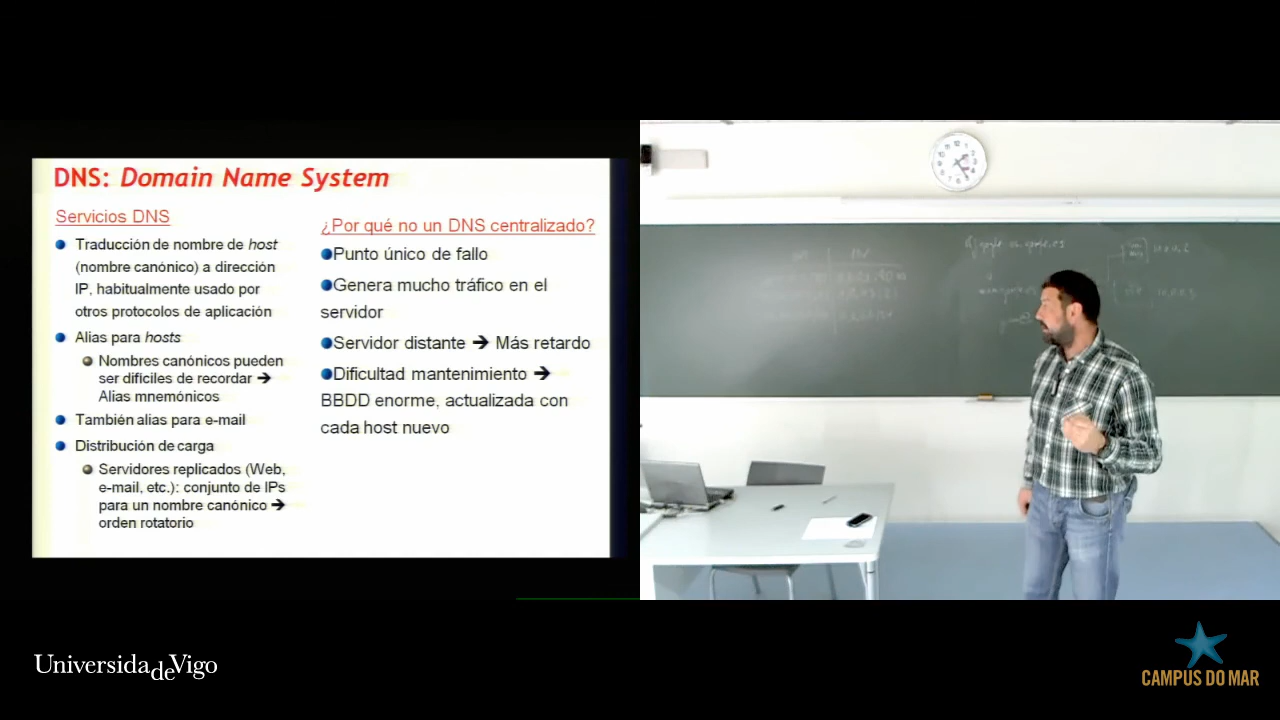 DNS: Domain Name System
Servicios DNS
Traducción de nombre de host
(nombre canónico) a dirección
IP, habitualmente usado por
otros protocolos de aplicación
Alias para hosts
Nombres canónicos pueden
ser difíciles de recordar ➔
Alias mnemónicos
También alias para e-mail
Distribución de carga
Servidores replicados (Web,
e-mail, etc.): conjunto de IPs
para un nombre canónico ➔
orden rotatorio
¿Por qué no un DNS centralizado?
Punto único de fallo
Genera mucho tráfico en el
servidor
Servidor distante ➔ Más retardo
Dificultad mantenimiento ➔
BBDD enorme, actualizada con
cada host nuevo
UniversidadeVigo
CAMPUS DO MAR